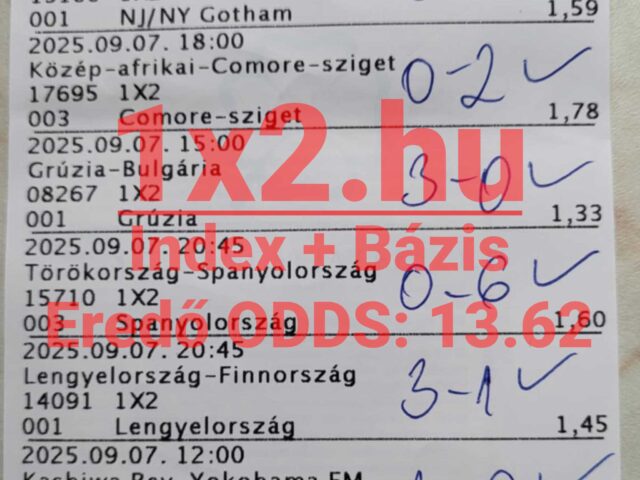 001 NJ/NY Gotham 1,59
2025.09.07. 18:00
Közép-afrikai-Comore-sziget
0-2 ✓
17695 1X2
003 Comore-sziget 1,78
2025.09.07. 15:00
Grúzia-Bulgária
3-0 ✓
08267 1X2
001 Grúzia 1,33
2025.09.07. 20:45
Törökország-Spanyolország
0-6 ✓
15710 1X2
003 Spanyolország 1,60
2025.09.07. 20:45
Lengyelország-Finnország
3-1 ✓
14091 1X2
001 Lengyelország 1,45
2025.09.07. 12:00
1x2.hu
Index + Bázis
Eredő ODDS: 13.62